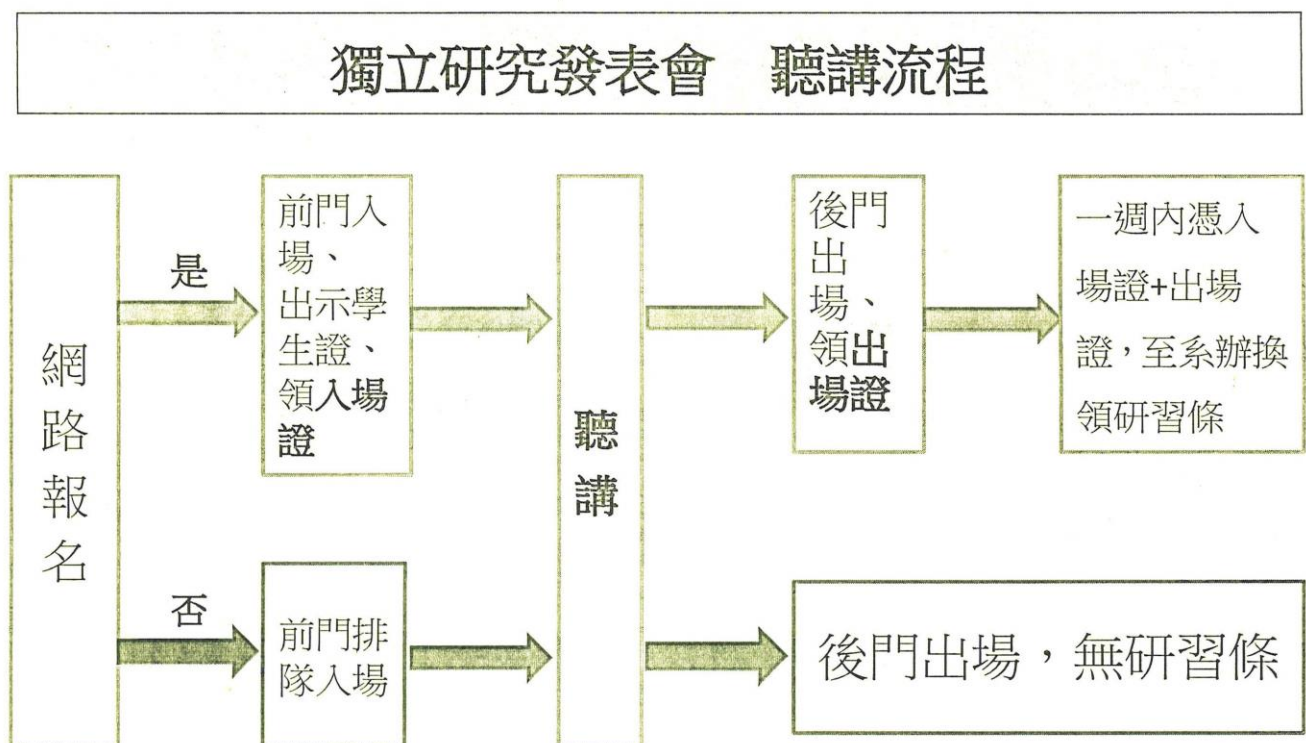 獨立研究發表會　聽講流程
網路報名
是
前門入
場、
出示學
生證、
領入場
證
聽講
後門
出
場、
領出
場證
一週內憑入
場證+出場
證，至系辦換
領研習條
否
前門排
隊入場
後門出場，無研習條